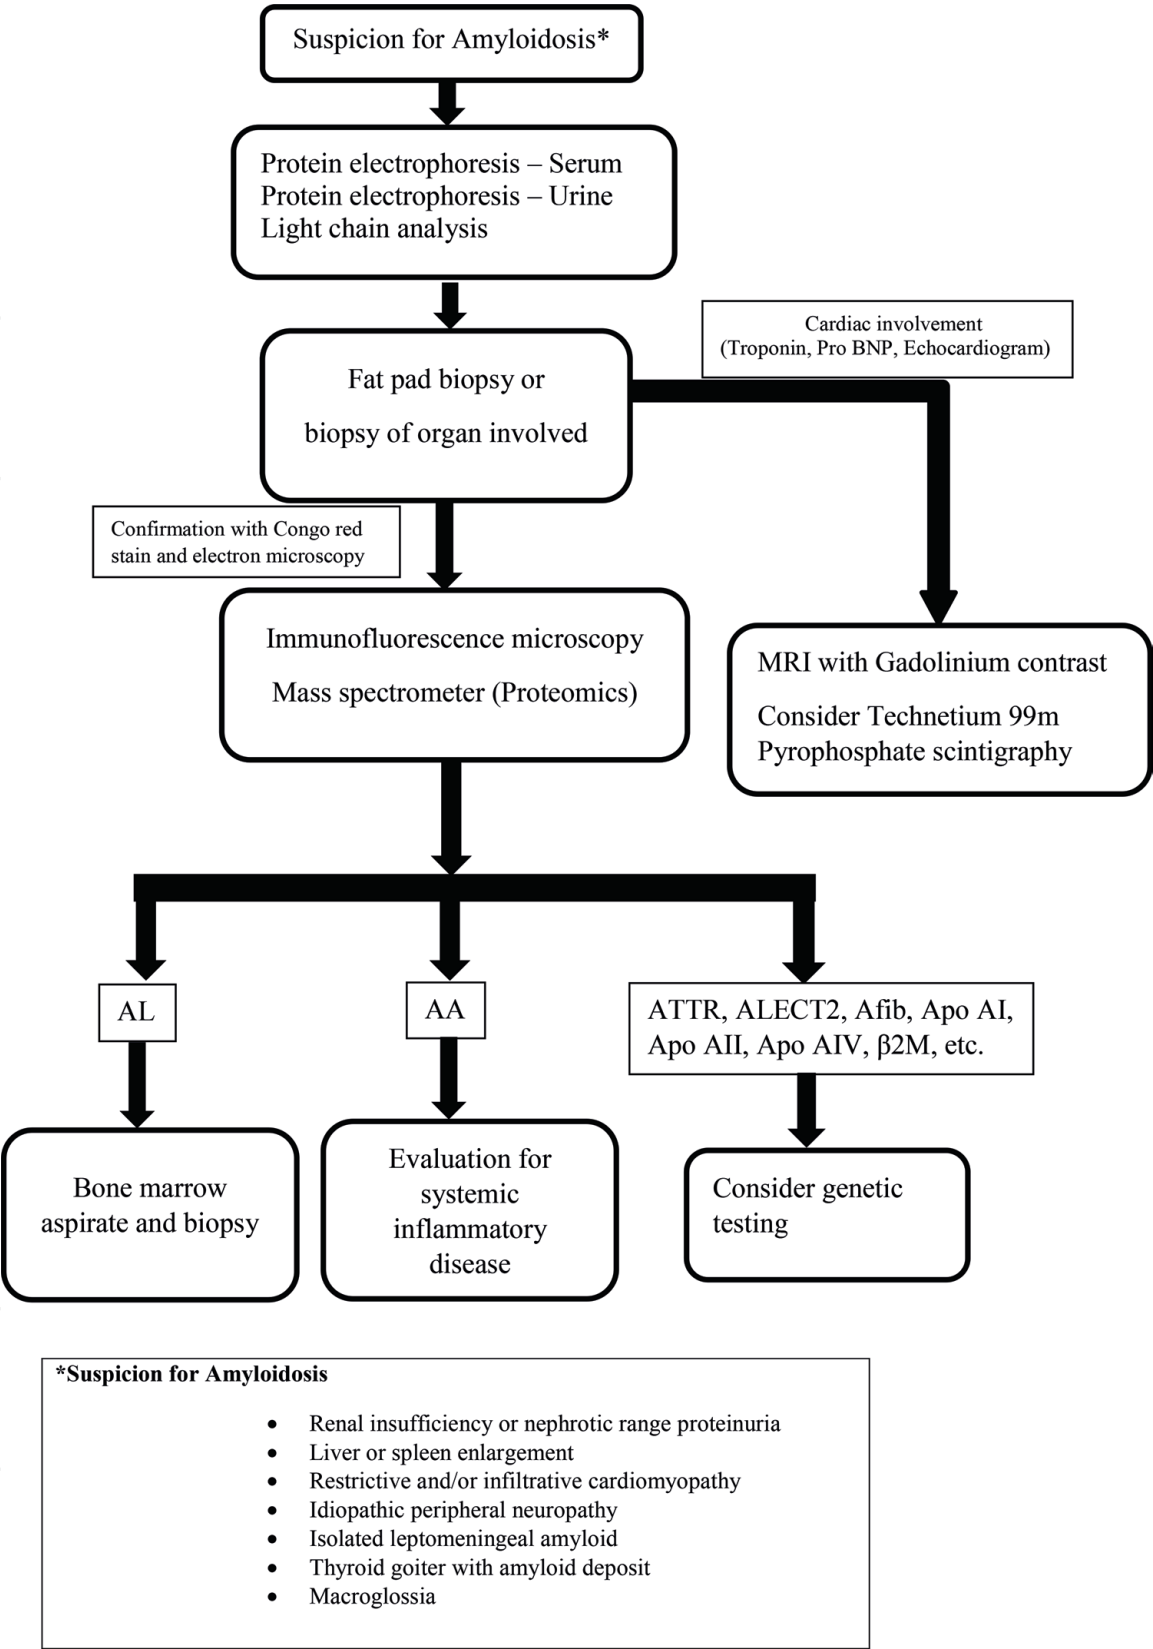 Suspicion for Amyloidosis*
Protein electrophoresis – Serum
Protein electrophoresis – Urine
Light chain analysis
Cardiac involvement
(Troponin, Pro BNP, Echocardiogram)
Fat pad biopsy or
biopsy of organ involved
Confirmation with Congo red
stain and electron microscopy
Immunofluorescence microscopy
Mass spectrometer (Proteomics)
MRI with Gadolinium contrast
Consider Technetium 99m
Pyrophosphate scintigraphy
AL
AA
ATTR, ALECT2, Afib, Apo AI,
Apo AII, Apo AIV, β2M, etc.
Bone marrow
aspirate and biopsy
Evaluation for
systemic
inflammatory
disease
Consider genetic
testing
*Suspicion for Amyloidosis
• Renal insufficiency or nephrotic range proteinuria
• Liver or spleen enlargement
• Restrictive and/or infiltrative cardiomyopathy
• Idiopathic peripheral neuropathy
• Isolated leptomeningeal amyloid
• Thyroid goiter with amyloid deposit
• Macroglossia